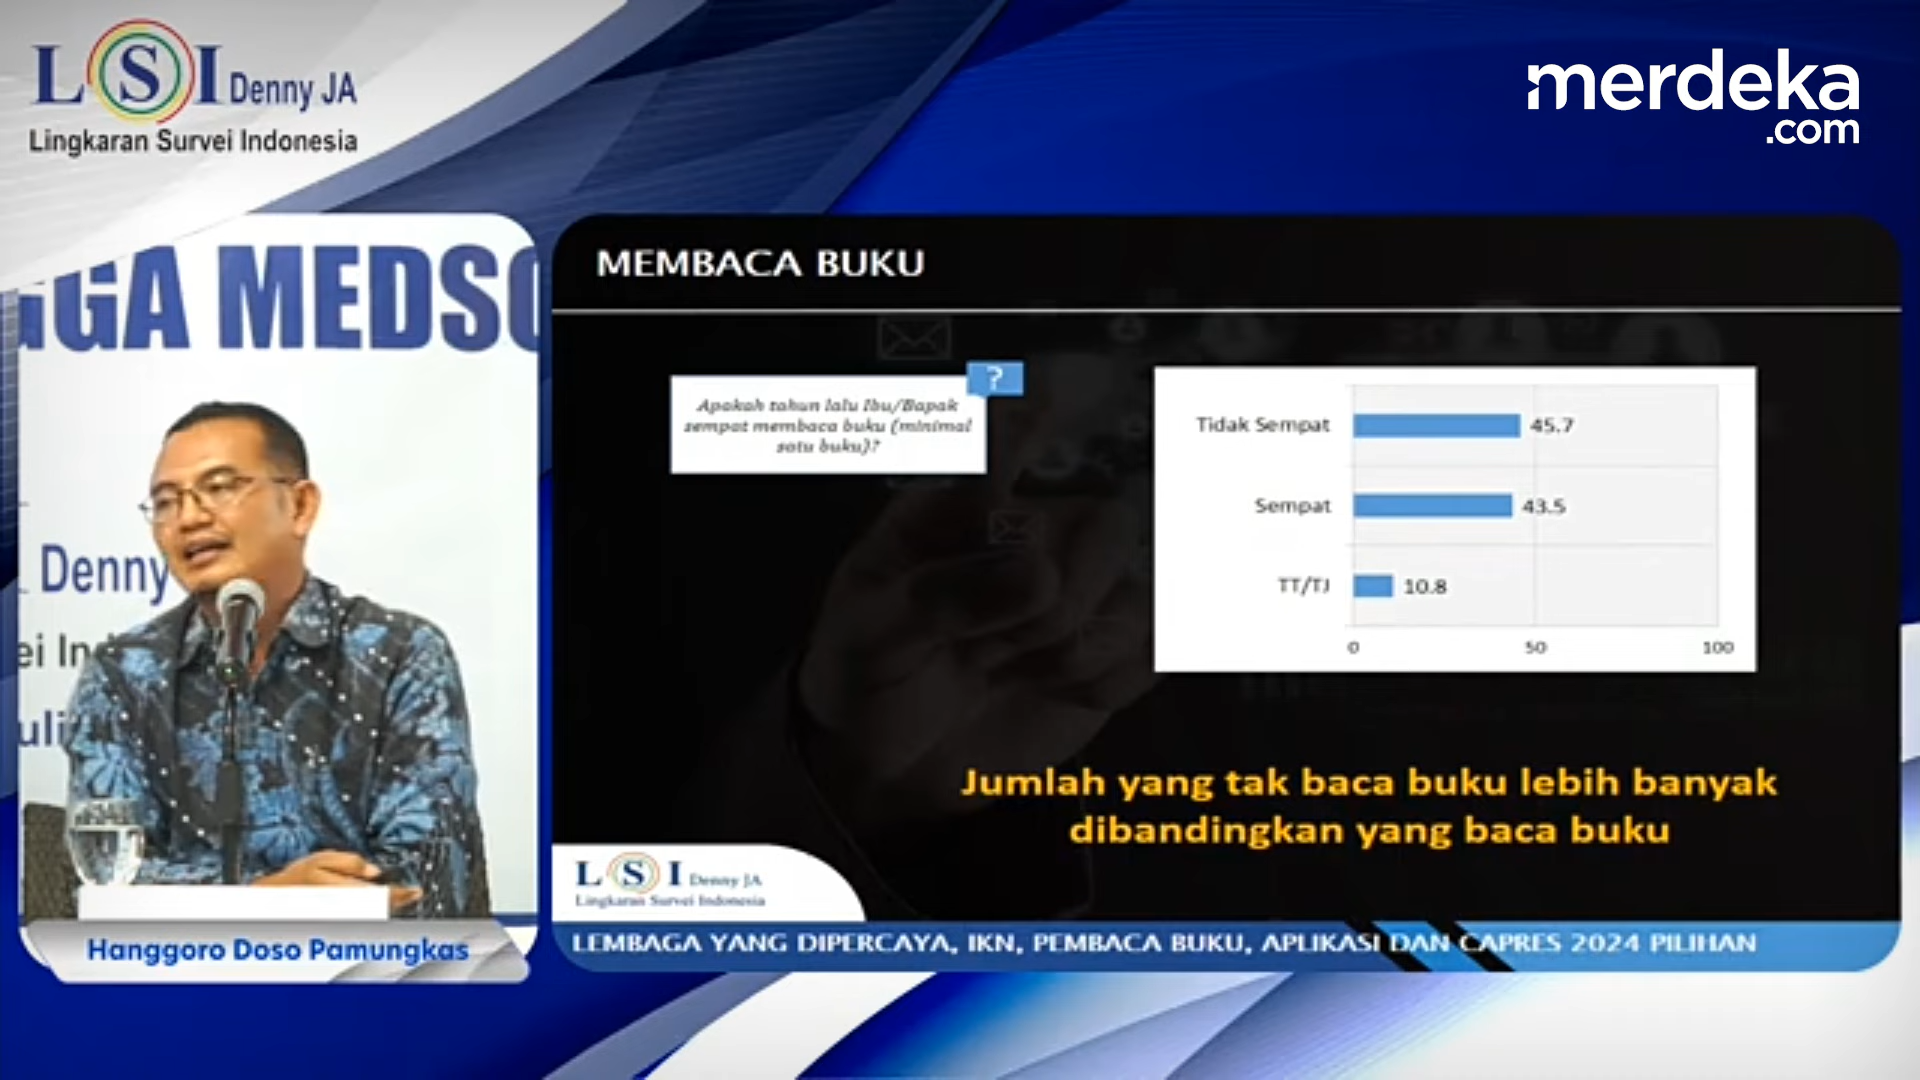 LSI Denny JA
Lingkaran Survei Indonesia
merdeka
.com
GGA MEDSO
Denny
ei In
uli
Hanggoro Doso Pamungkas
MEMBACA BUKU
?
Apakah tahun lalu Ibu/Bapak
sempat membaca buku (minimal
satu buku)?
Tidak Sempat 45.7
Sempat 43.5
TT/TJ 10.8
0 50 100
Jumlah yang tak baca buku lebih banyak
dibandingkan yang baca buku
LSI Denny JA
Lingkaran Survei Indonesia
LEMBAGA YANG DIPERCAYA, IKN, PEMBACA BUKU, APLIKASI DAN CAPRES 2024 PILIHAN